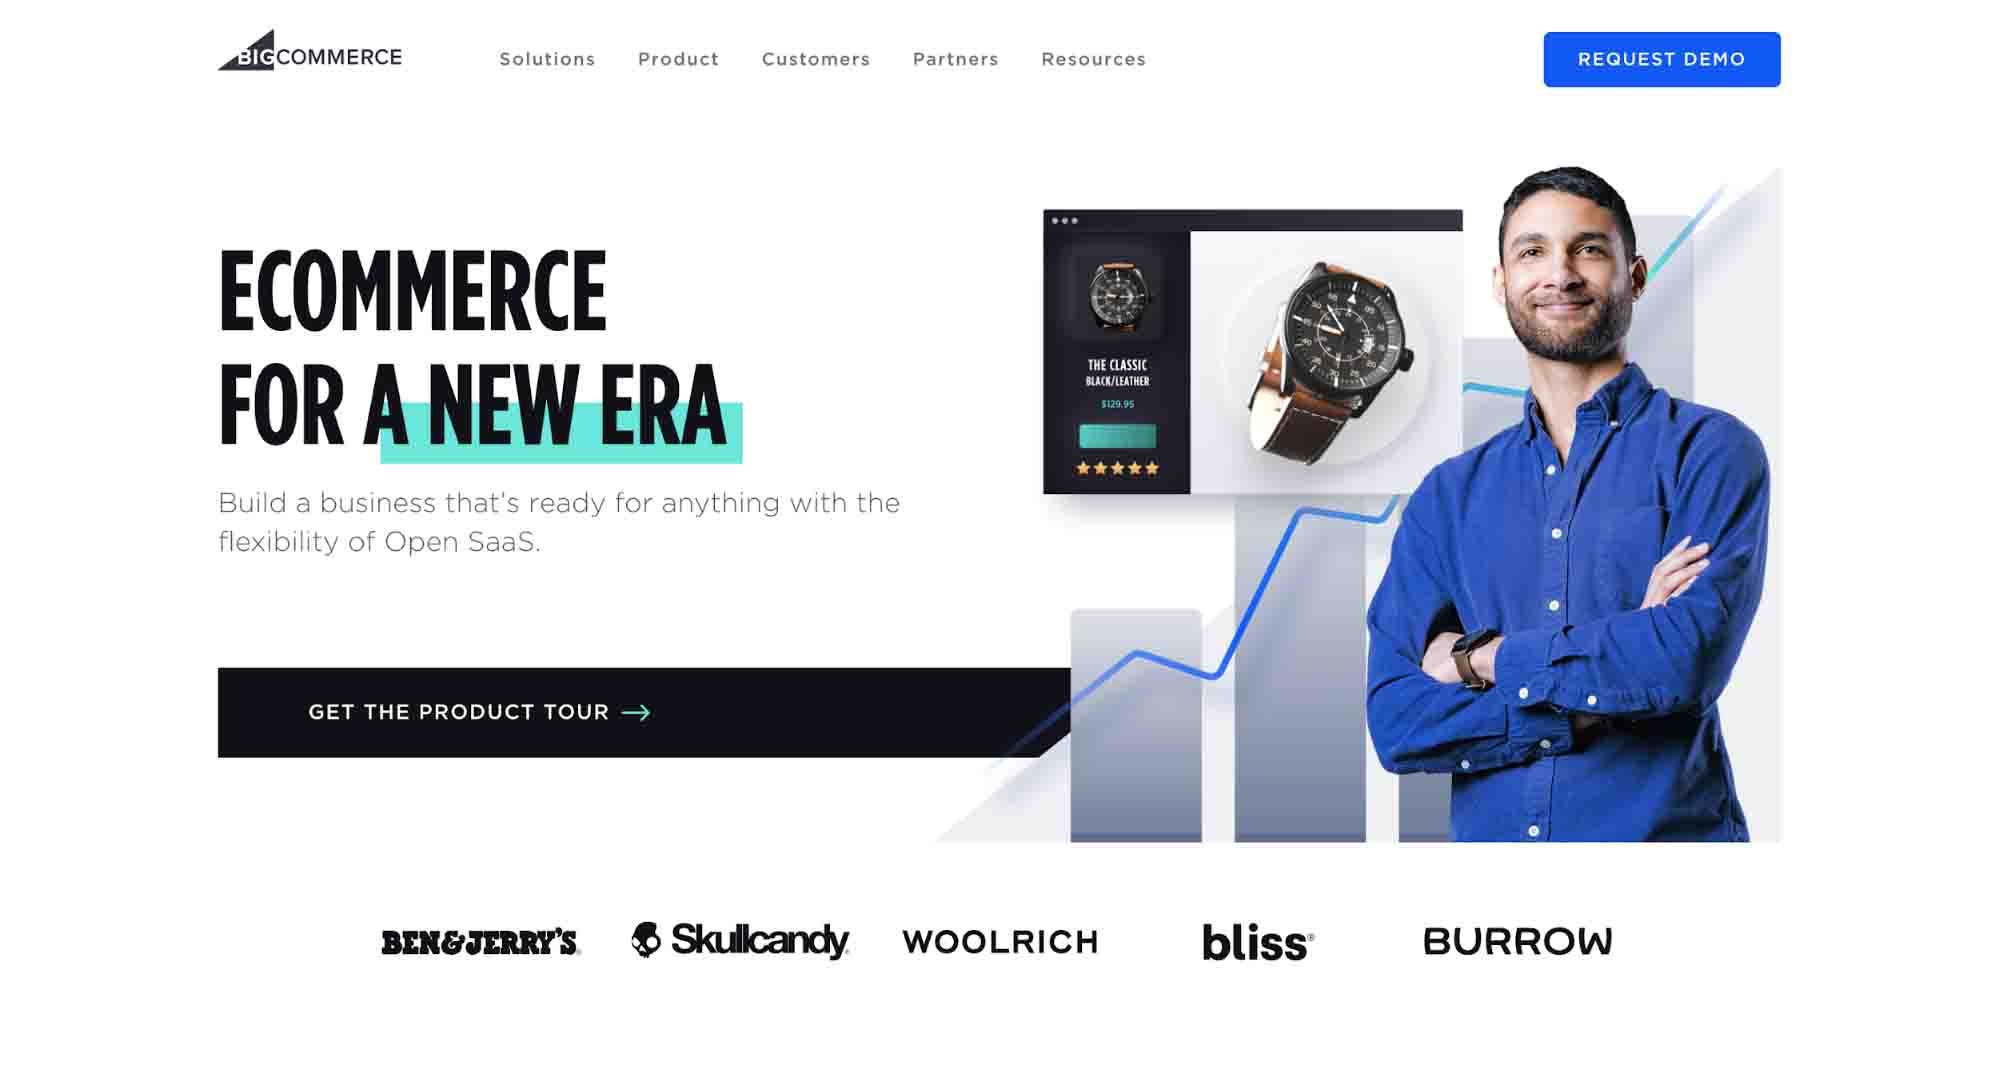 BIGCOMMERCE
Solutions
Product
Customers
Partners
Resources
REQUEST DEMO
ECOMMERCE
FOR A NEW ERA
Build a business that's ready for anything with the
flexibility of Open SaaS.
GET THE PRODUCT TOUR →
THE CLASSIC
BLACK/LEATHER
$129.95
BEN&JERRY'S®
Skullcandy®
WOOLRICH
bliss®
BURROW